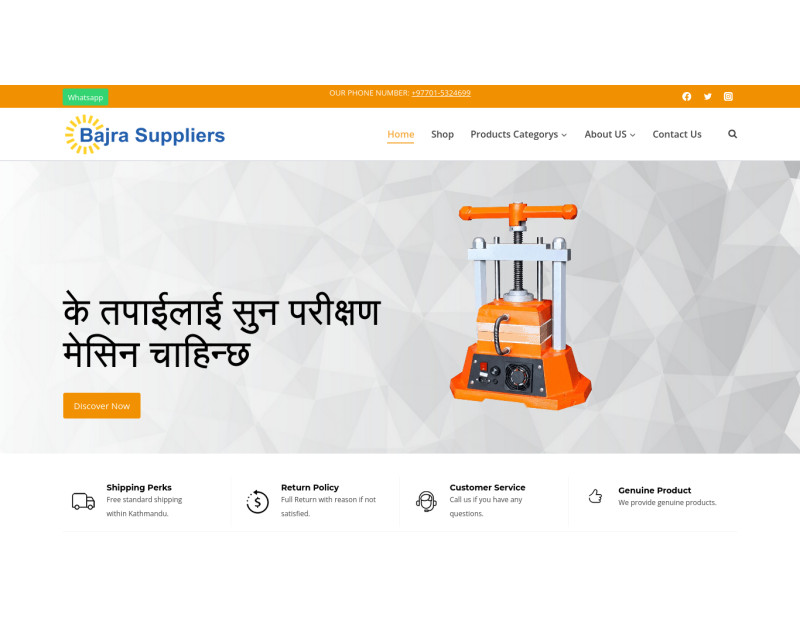 Whatsapp
OUR PHONE NUMBER: +97701-5324699
Bajra Suppliers
Home
Shop
Products Categorys
About US
Contact Us
के तपाईलाई सुन परीक्षण
मेसिन चाहिन्छ
Discover Now
Shipping Perks
Free standard shipping
within Kathmandu.
Return Policy
Full Return with reason if not
satisfied.
Customer Service
Call us if you have any
questions.
Genuine Product
We provide genuine products.